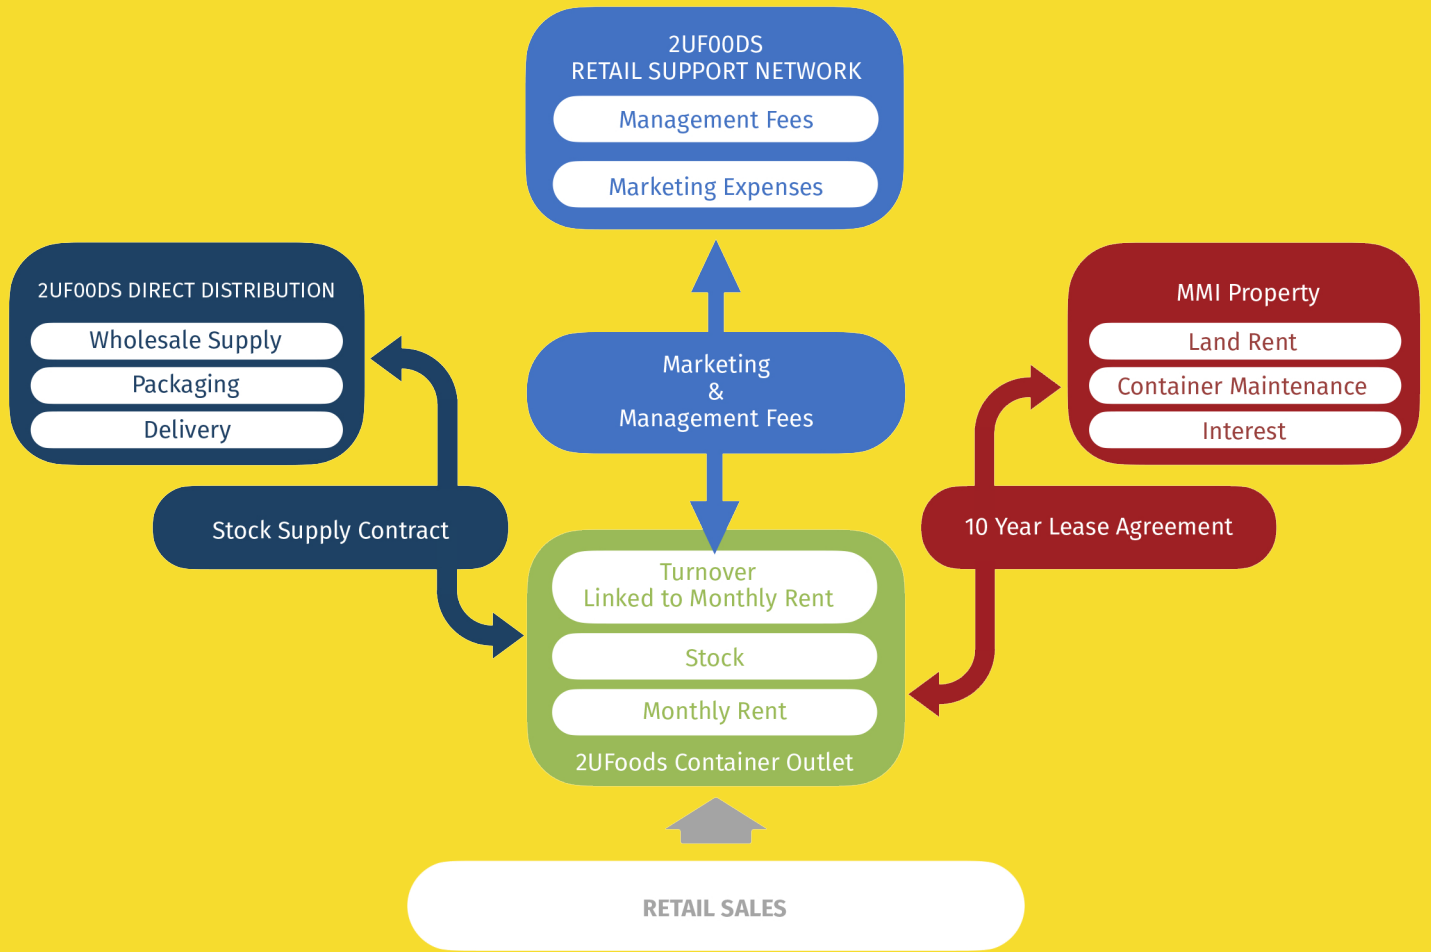 2UF00DS
RETAIL SUPPORT NETWORK
Management Fees
Marketing Expenses
2UF00DS DIRECT DISTRIBUTION
Wholesale Supply
Packaging
Delivery
Marketing
&
Management Fees
MMI Property
Land Rent
Container Maintenance
Interest
Stock Supply Contract
10 Year Lease Agreement
Turnover
Linked to Monthly Rent
Stock
Monthly Rent
2UFoods Container Outlet
RETAIL SALES